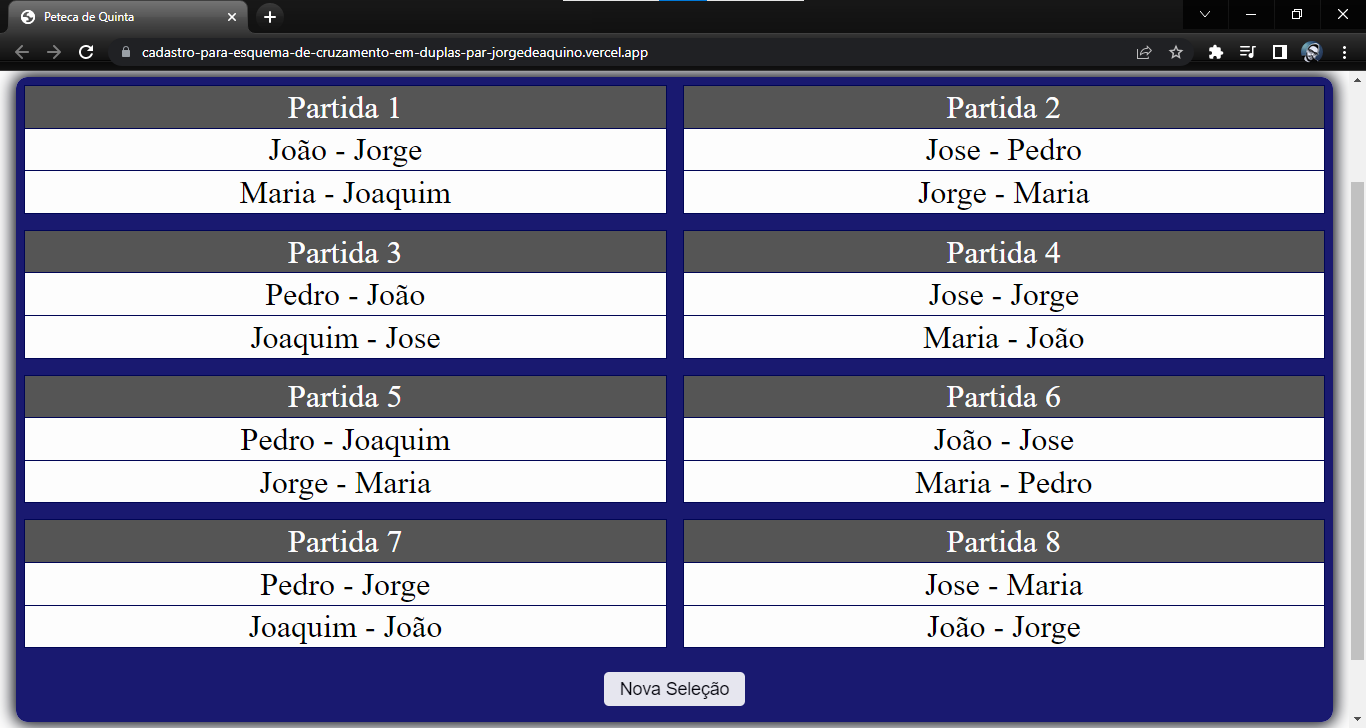 Peteca de Quinta
cadastro-para-esquema-de-cruzamento-em-duplas-par-jorgedeaquino.vercel.app
Partida 1
João - Jorge
Maria - Joaquim
Partida 2
Jose - Pedro
Jorge - Maria
Partida 3
Pedro - João
Joaquim - Jose
Partida 4
Jose - Jorge
Maria - João
Partida 5
Pedro - Joaquim
Jorge - Maria
Partida 6
João - Jose
Maria - Pedro
Partida 7
Pedro - Jorge
Joaquim - João
Partida 8
Jose - Maria
João - Jorge
Nova Seleção